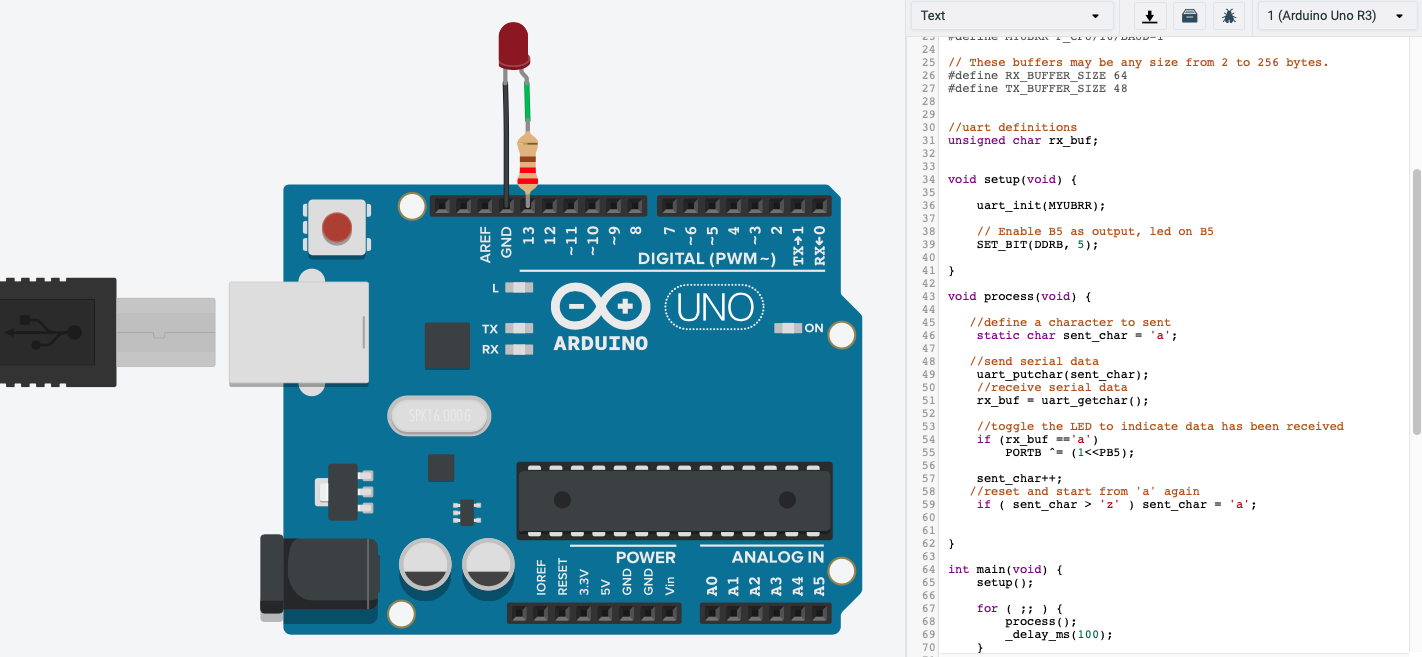 Text
1 (Arduino Uno R3)
23 #define MYUBRR F_CPU/16/BAUD-1
24
25 // These buffers may be any size from 2 to 256 bytes.
26 #define RX_BUFFER_SIZE 64
27 #define TX_BUFFER_SIZE 48
28
29
30 //uart definitions
31 unsigned char rx_buf;
32
33
34 void setup(void) {
35
36 uart_init(MYUBRR);
37
38 // Enable B5 as output, led on B5
39 SET_BIT(DDRB, 5);
40
41 }
42
43 void process(void) {
44
45 //define a character to sent
46 static char sent_char = 'a';
47
48 //send serial data
49 uart_putchar(sent_char);
50 //receive serial data
51 rx_buf = uart_getchar();
52
53 //toggle the LED to indicate data has been received
54 if (rx_buf =='a')
55 PORTB ^= (1<<PB5);
56
57 sent_char++;
58 //reset and start from 'a' again
59 if ( sent_char > 'z' ) sent_char = 'a';
60
61
62 }
63
64 int main(void) {
65 setup();
66
67 for ( ;; ) {
68 process();
69 _delay_ms(100);
70 }
AREF
GND
13
12
~11
~10
~9
8
7
~6
~5
4
~3
2
TX→1
RX←0
DIGITAL (PWM~)
L
TX
RX
UNO
ARDUINO
ON
SPK16.000G
POWER
ANALOG IN
IOREF
RESET
3.3V
5V
GND
GND
Vin
A0
A1
A2
A3
A4
A5